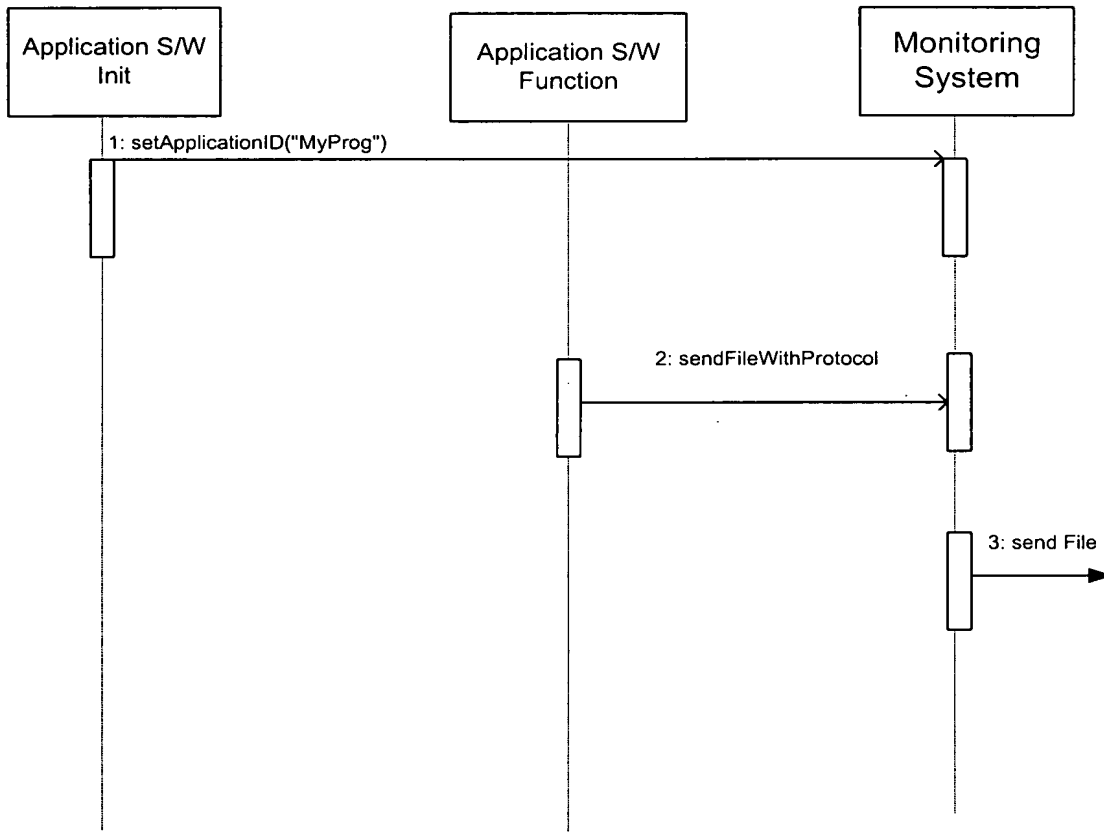 Application S/W
Init
Application S/W
Function
Monitoring
System
1: setApplicationID("MyProg")
2: sendFileWithProtocol
3: send File